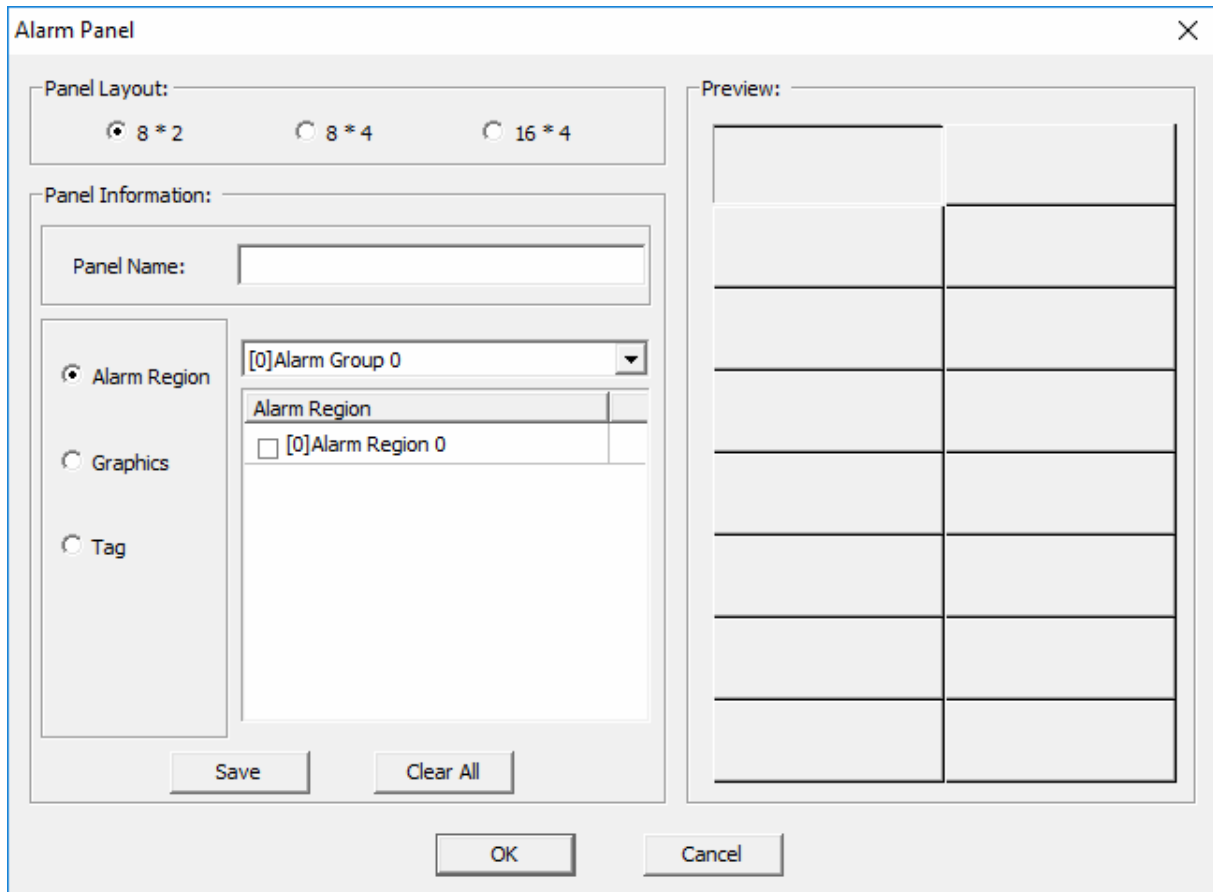 Alarm Panel
Panel Layout:
8 * 2
8 * 4
16 * 4
Panel Information:
Panel Name:
Alarm Region
Graphics
Tag
[0]Alarm Group 0
Alarm Region
[0]Alarm Region 0
Save
Clear All
Preview:
OK
Cancel